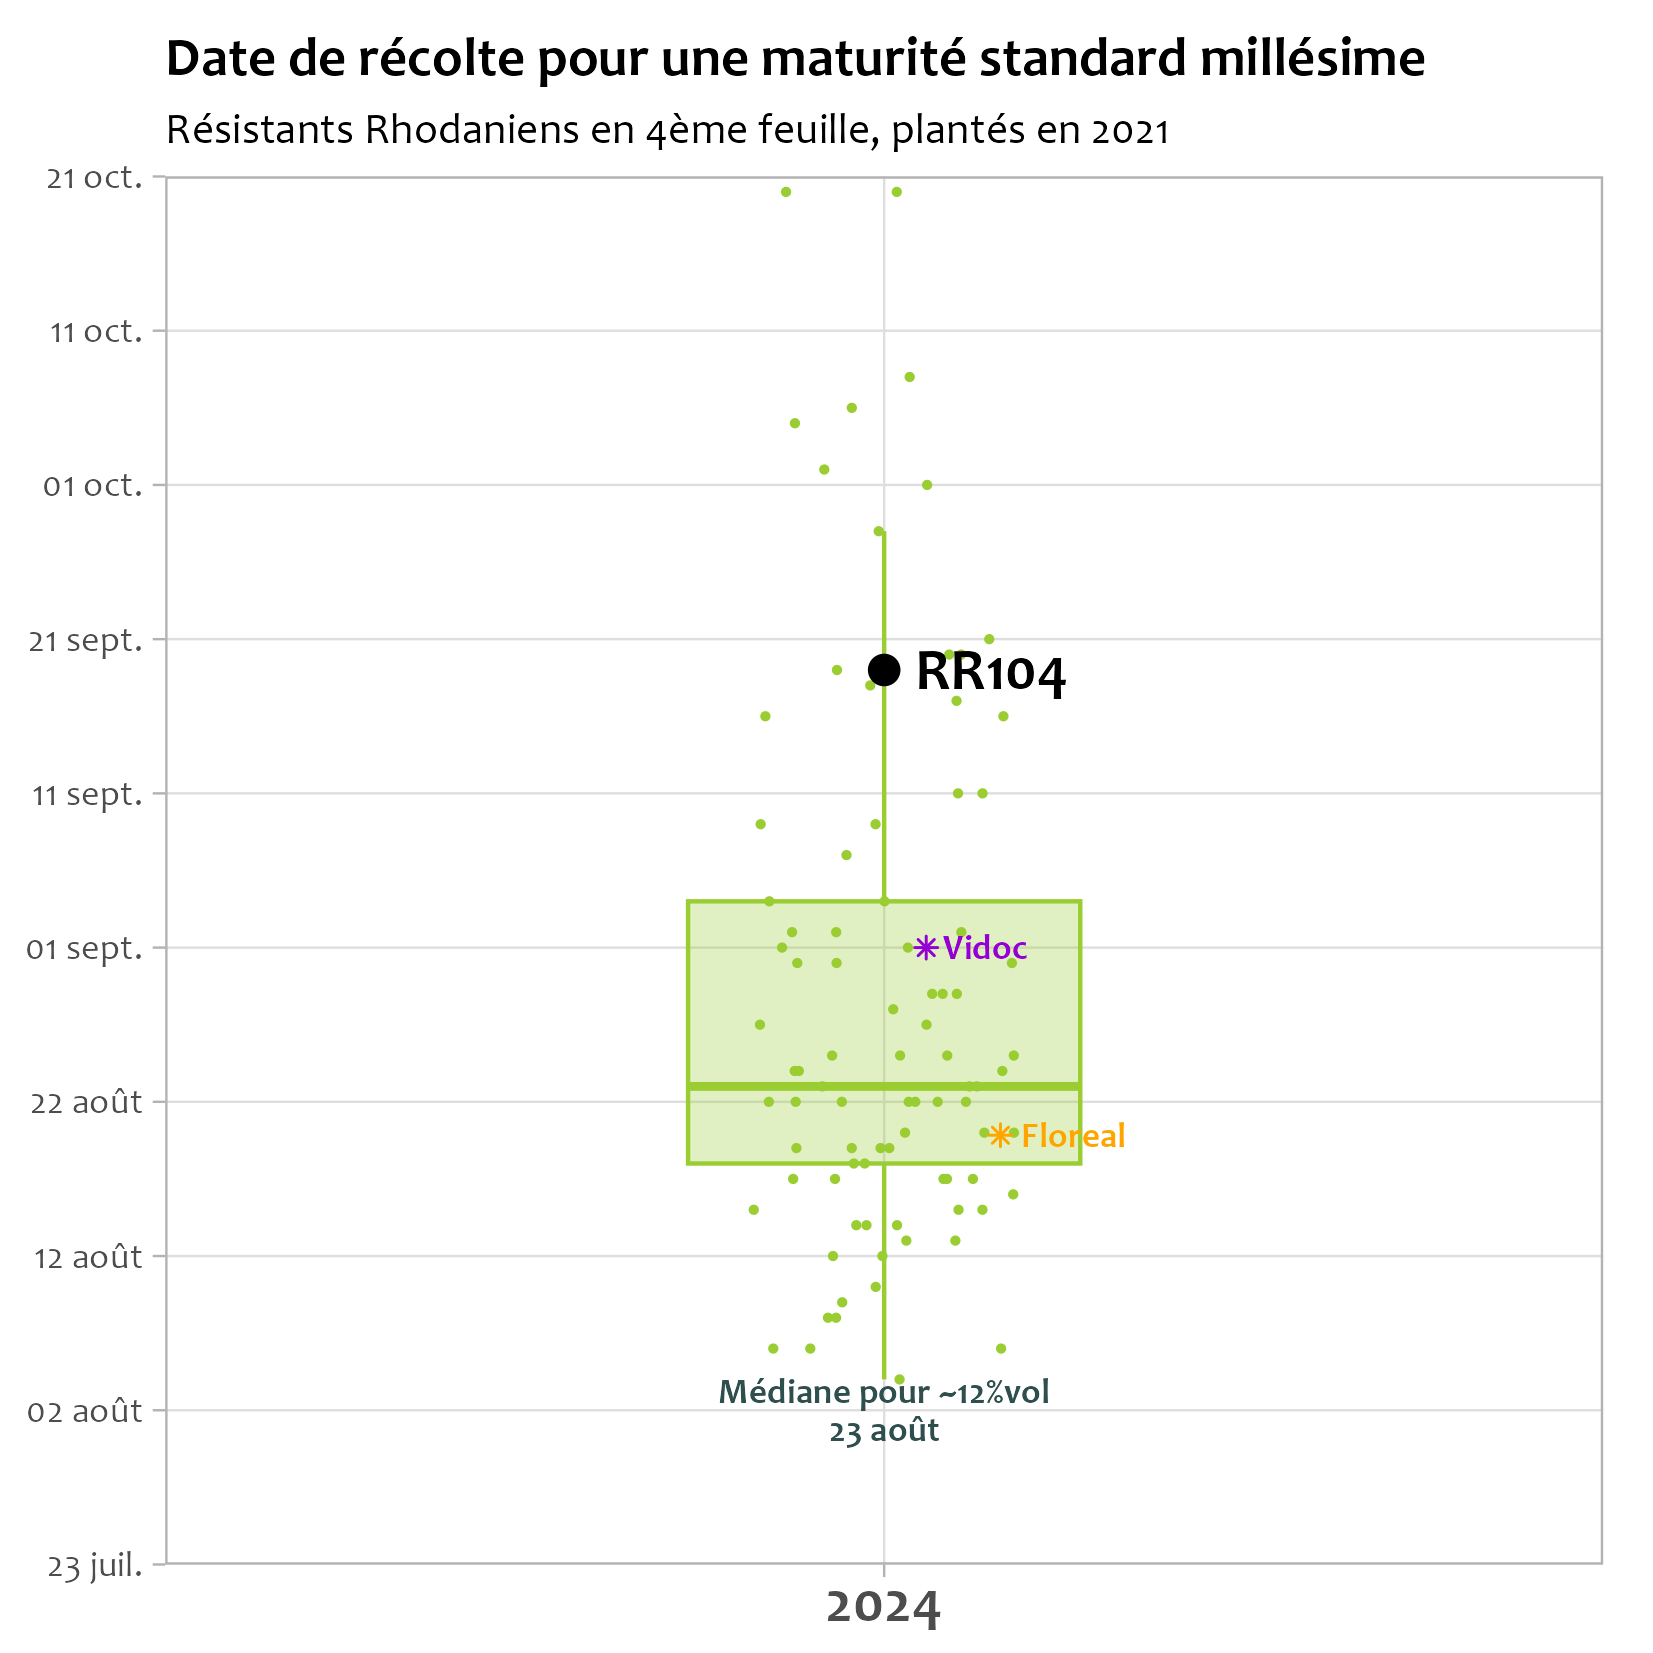 Date de récolte pour une maturité standard millésime
Résistants Rhodaniens en 4ème feuille, plantés en 2021
21 oct.
11 oct.
01 oct.
21 sept.
RR104
11 sept.
01 sept.
Vidoc
22 août
Floreal
12 août
Médiane pour ~12%vol
02 août
23 août
23 juil.
2024